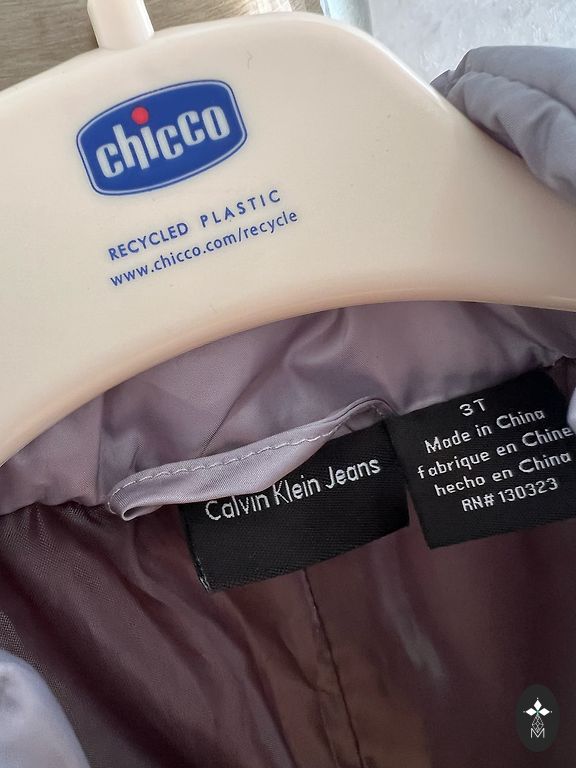 chicco
RECYCLED PLASTIC
www.chicco.com/recycle
Calvin Klein Jeans
3T
Made in China
fabrique en Chine
hecho en China
RN# 130323
M